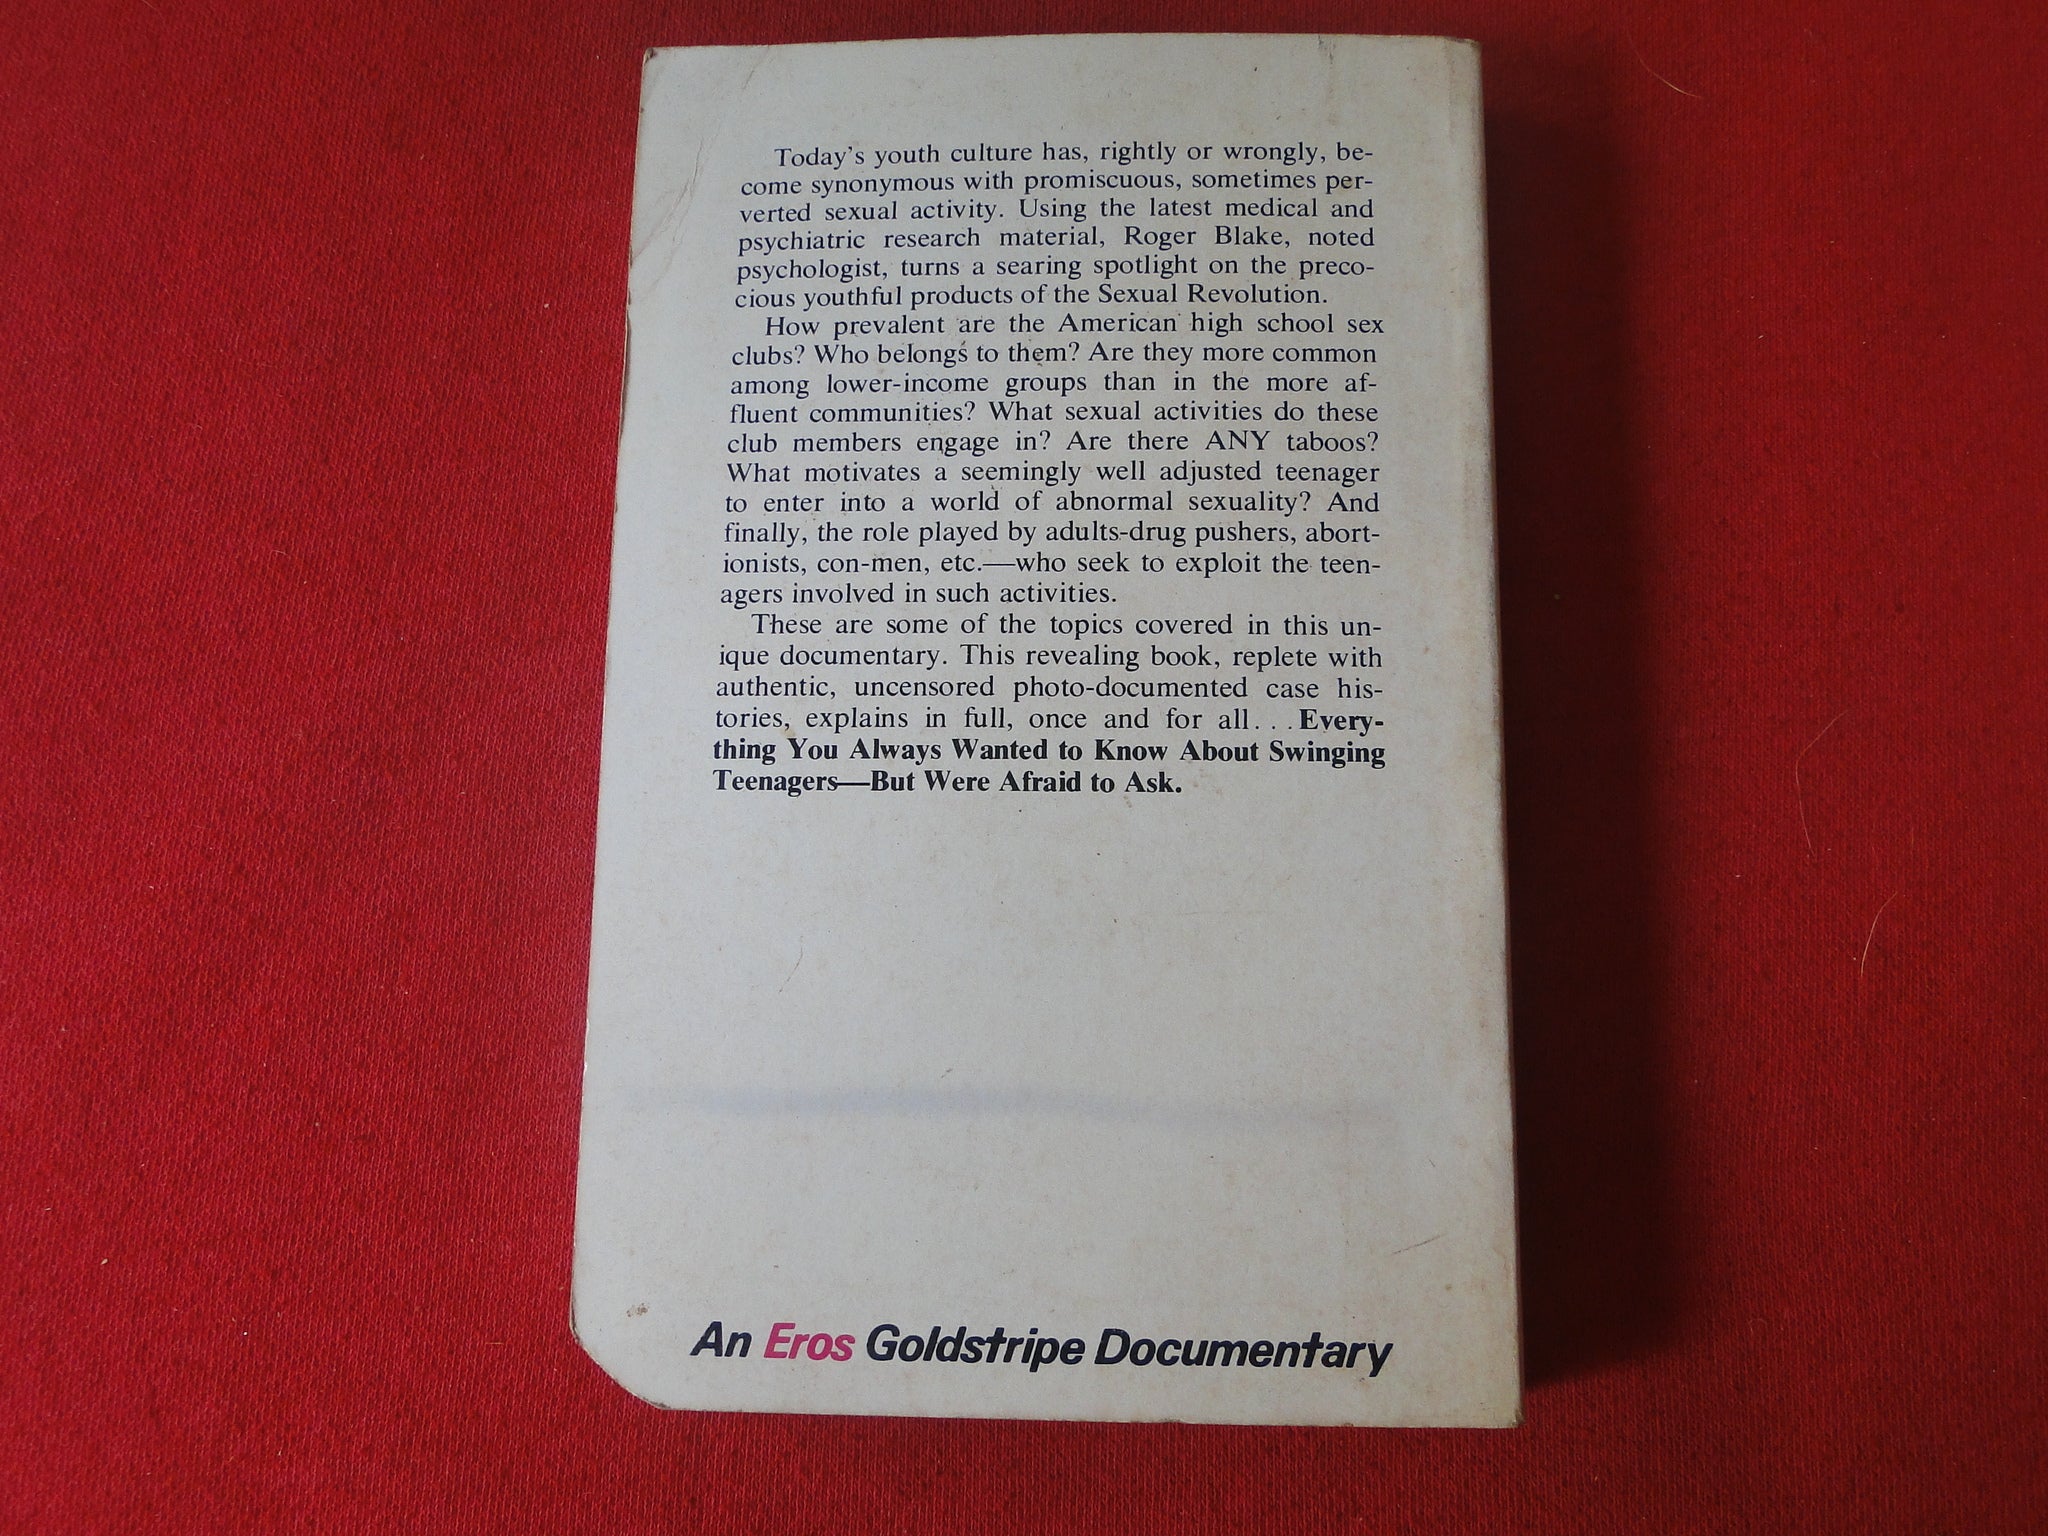 Today's youth culture has, rightly or wrongly, be-
come synonymous with promiscuous, sometimes per-
verted sexual activity. Using the latest medical and
psychiatric research material, Roger Blake, noted
psychologist, turns a searing spotlight on the preco-
cious youthful products of the Sexual Revolution.
How prevalent are the American high school sex
clubs? Who belongs to them? Are they more common
among lower-income groups than in the more af-
fluent communities? What sexual activities do these
club members engage in? Are there ANY taboos?
What motivates a seemingly well adjusted teenager
to enter into a world of abnormal sexuality? And
finally, the role played by adults-drug pushers, abort-
ionists, con-men, etc.—who seek to exploit the teen-
agers involved in such activities.
These are some of the topics covered in this un-
ique documentary. This revealing book, replete with
authentic, uncensored photo-documented case his-
tories, explains in full, once and for all. . .Every-
thing You Always Wanted to Know About Swinging
Teenagers—But Were Afraid to Ask.
An Eros Goldstripe Documentary